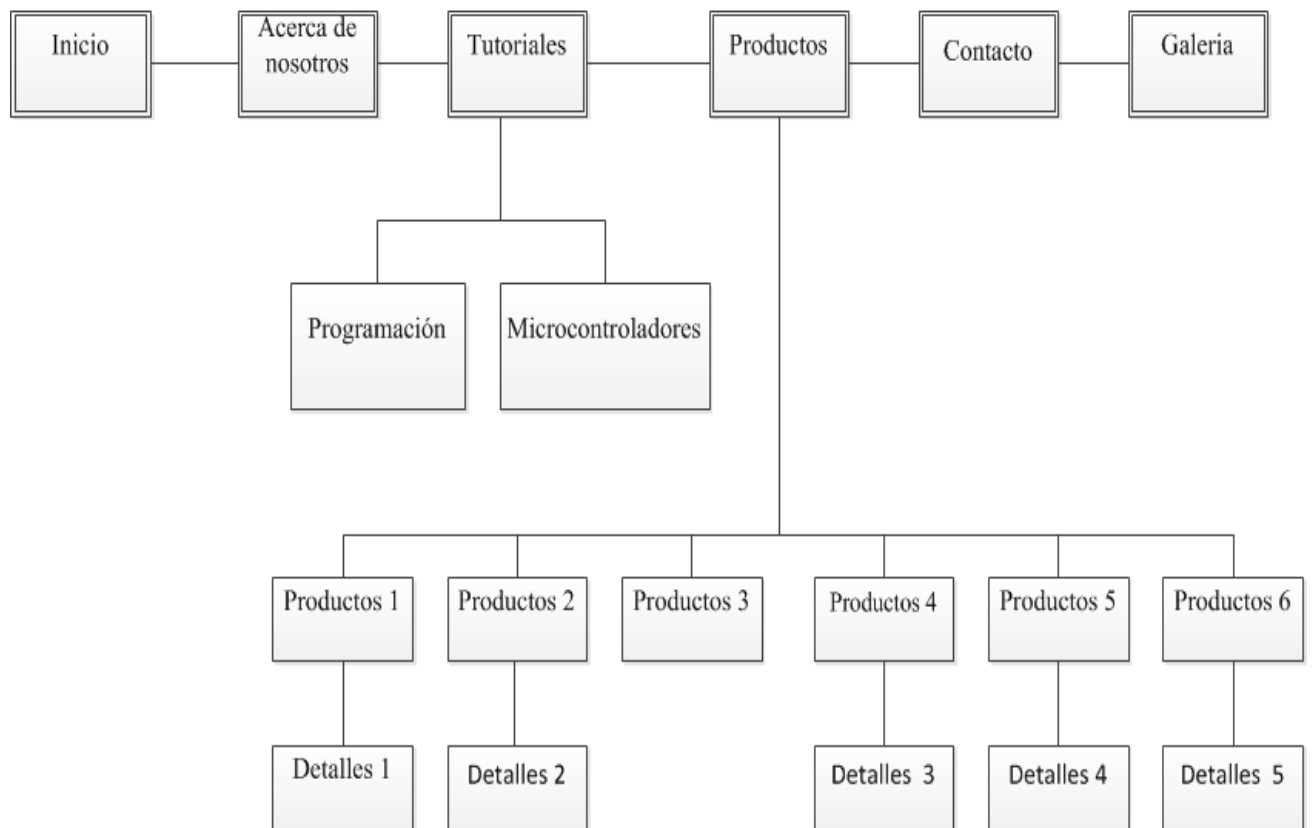 Inicio
Acerca de
nosotros
Tutoriales
Productos
Contacto
Galeria
Programación
Microcontroladores
Productos 1
Productos 2
Productos 3
Productos 4
Productos 5
Productos 6
Detalles 1
Detalles 2
Detalles 3
Detalles 4
Detalles 5